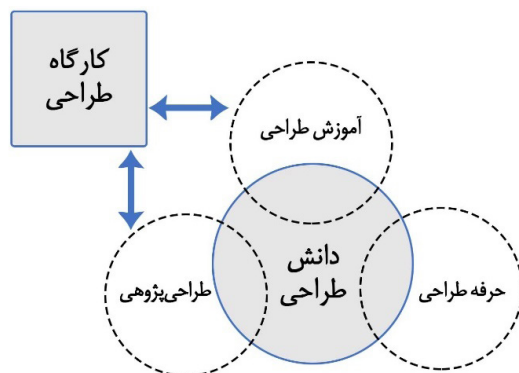 کارگاه
طراحی
آموزش طراحی
دانش
طراحی
حرفه طراحی
طراحی‌پژوهی